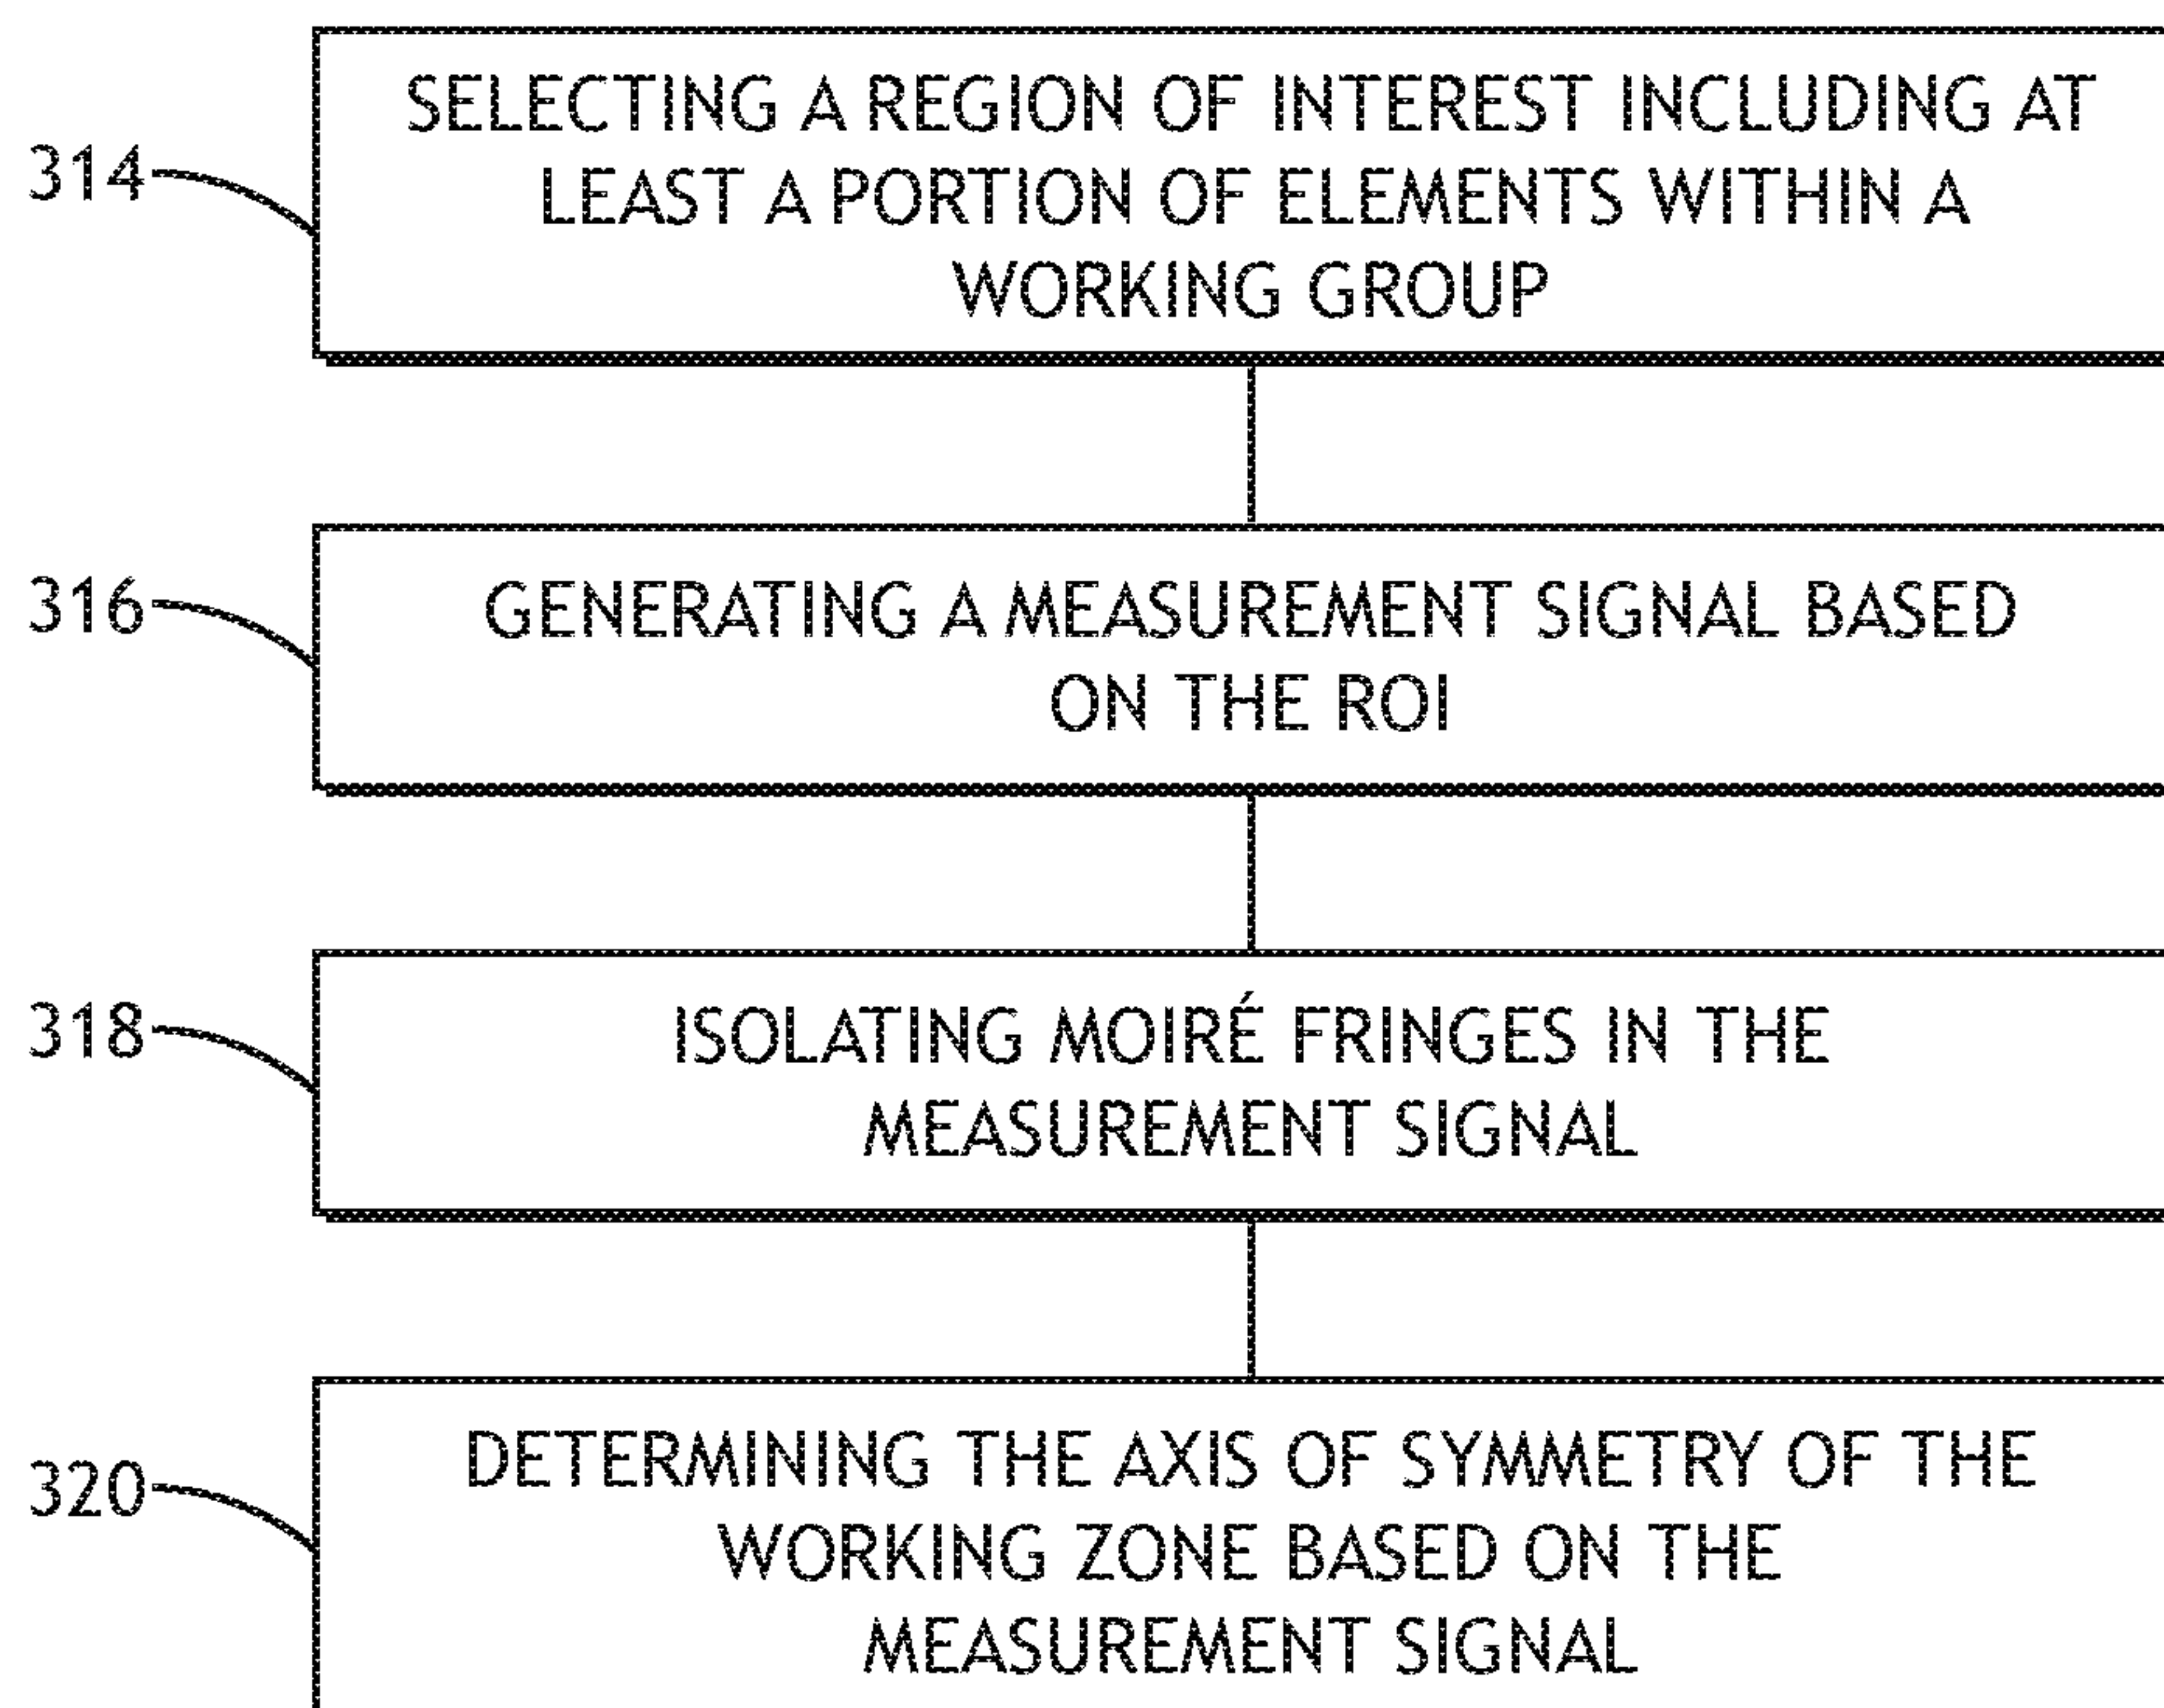 SELECTING A REGION OF INTEREST INCLUDING AT
314
LEAST A PORTION OF ELEMENTS WITHIN A
WORKING GROUP
316
GENERATING A MEASUREMENT SIGNAL BASED
ON THE ROI
318
ISOLATING MOIRÉ FRINGES IN THE
MEASUREMENT SIGNAL
320
DETERMINING THE AXIS OF SYMMETRY OF THE
WORKING ZONE BASED ON THE
MEASUREMENT SIGNAL